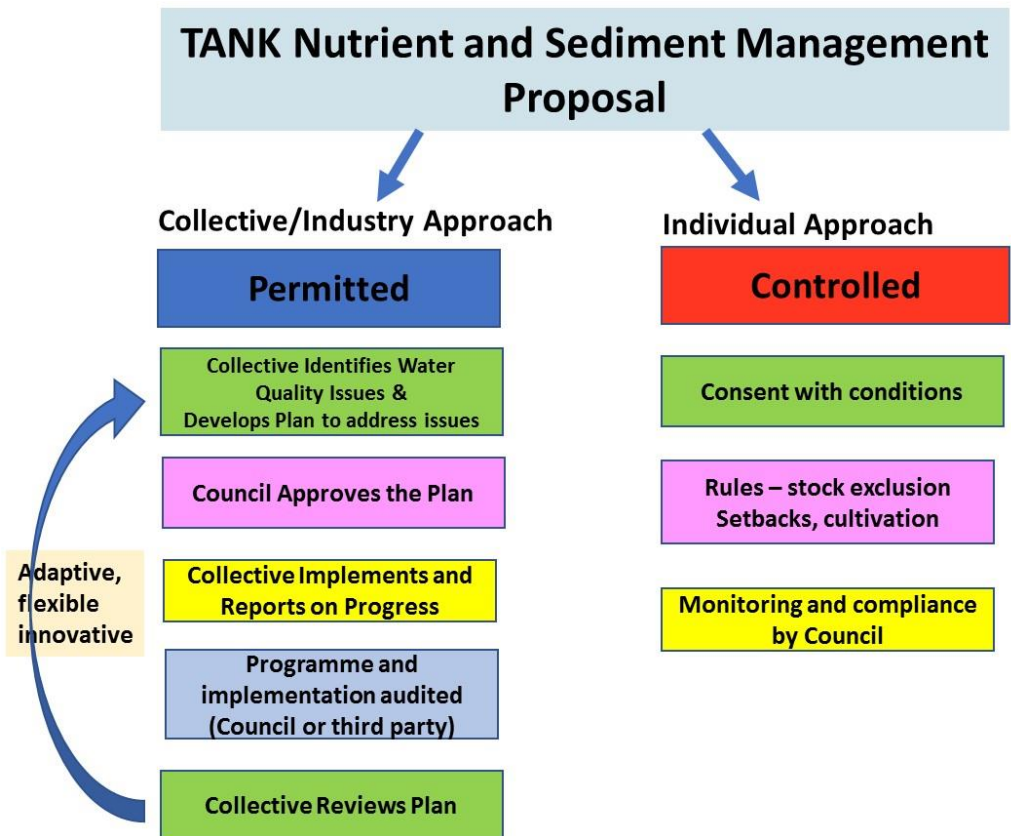 TANK Nutrient and Sediment Management
Proposal
Collective/Industry Approach
Permitted
Collective Identifies Water
Quality Issues &
Develops Plan to address issues
Council Approves the Plan
Collective Implements and
Reports on Progress
Programme and
implementation audited
(Council or third party)
Collective Reviews Plan
Adaptive,
flexible
innovative
Individual Approach
Controlled
Consent with conditions
Rules – stock exclusion
Setbacks, cultivation
Monitoring and compliance
by Council